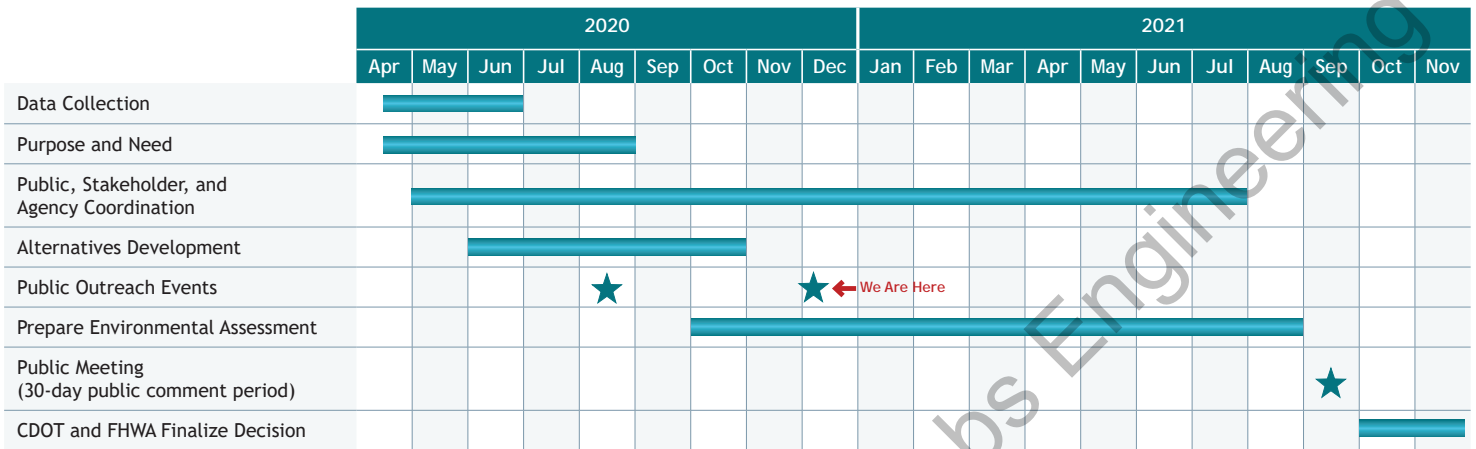 2020 2021
Apr May Jun Jul Aug Sep Oct Nov Dec Jan Feb Mar Apr May Jun Jul Aug Sep Oct Nov
Data Collection
Purpose and Need
Public, Stakeholder, and
Agency Coordination
Alternatives Development
Public Outreach Events
We Are Here
Prepare Environmental Assessment
Public Meeting
(30-day public comment period)
CDOT and FHWA Finalize Decision
bs Engineering